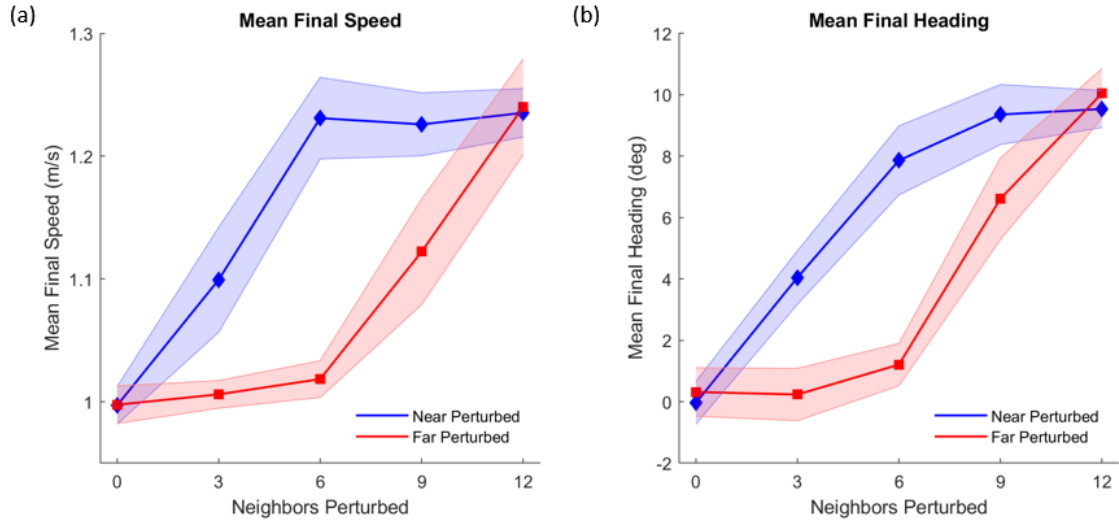 (a)
Mean Final Speed
Mean Final Speed (m/s)
1.3
1.2
1.1
1
0
3
6
9
12
Neighbors Perturbed
Near Perturbed
Far Perturbed
(b)
Mean Final Heading
Mean Final Heading (deg)
12
10
8
6
4
2
0
-2
0
3
6
9
12
Neighbors Perturbed
Near Perturbed
Far Perturbed